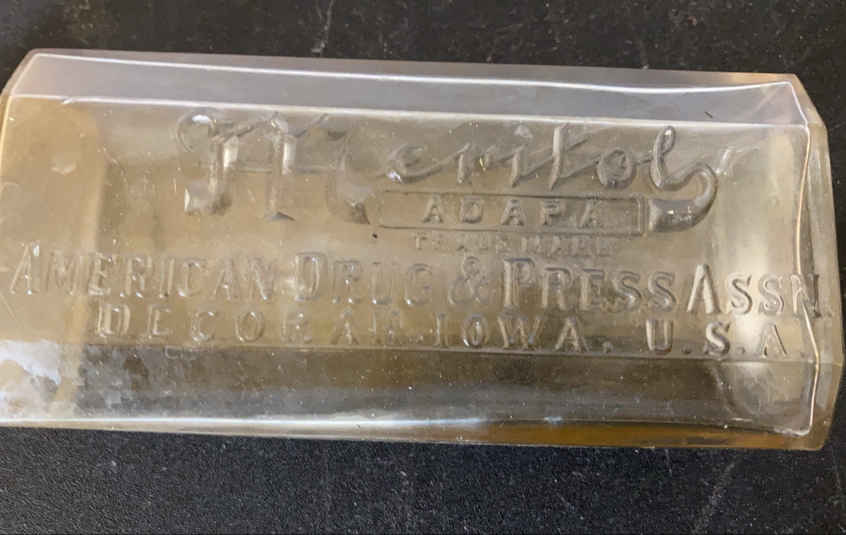 Meritol
ADAPA
TRADE MARK
AMERICAN DRUG & PRESS ASSN.
DECORAH. IOWA. U.S.A.